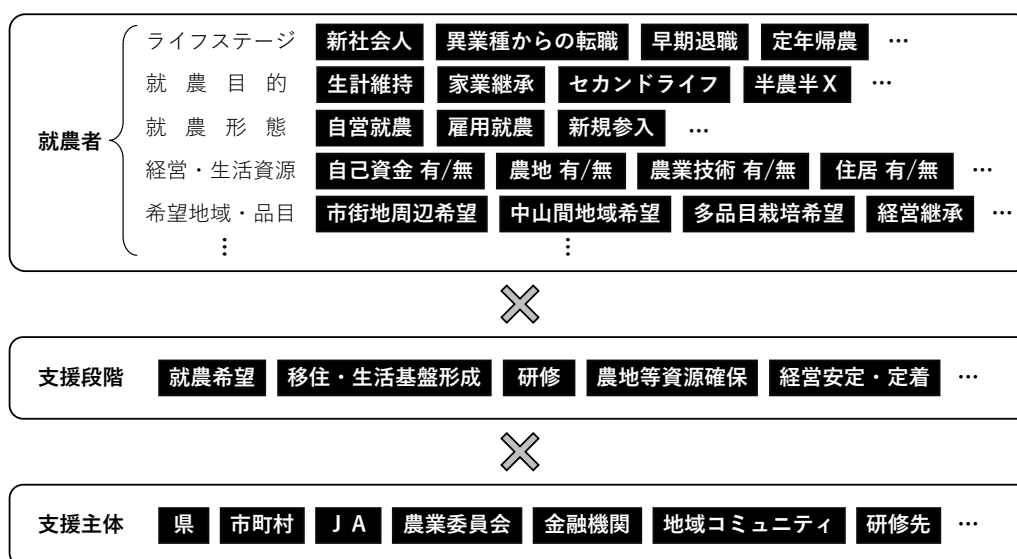 ライフステージ 新社会人 異業種からの転職 早期退職 定年帰農 …
就農目的 生計維持 家業継承 セカンドライフ 半農半X …
就農者
就農形態 自営就農 雇用就農 新規参入 …
経営・生活資源 自己資金 有/無 農地 有/無 農業技術 有/無 住居 有/無 …
希望地域・品目 市街地周辺希望 中山間地域希望 多品目栽培希望 経営継承 …
⋮ ⋮
支援段階 就農希望 移住・生活基盤形成 研修 農地等資源確保 経営安定・定着 …
支援主体 県 市町村 JA 農業委員会 金融機関 地域コミュニティ 研修先 …